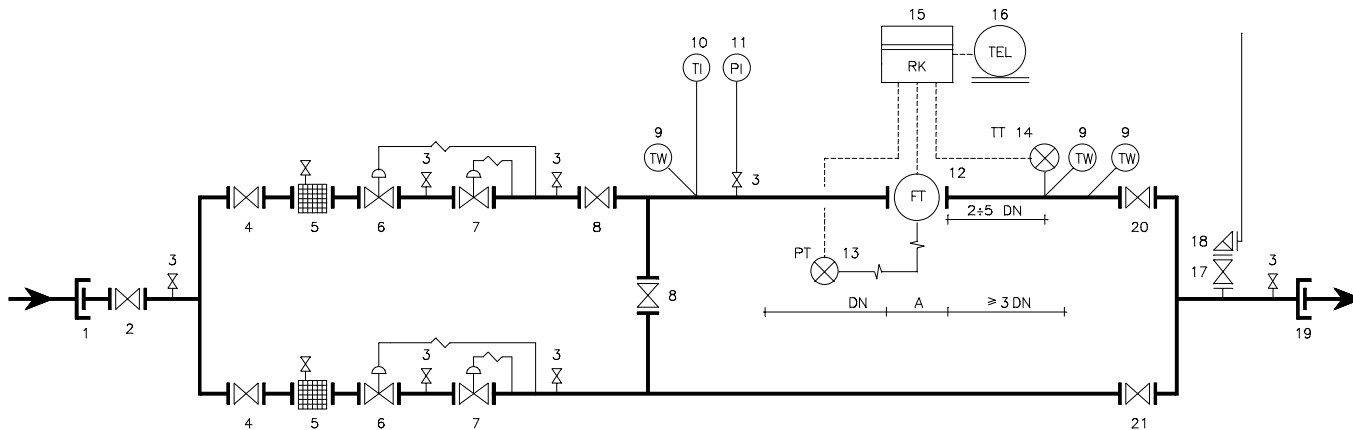 15 16
10 11
TEL
TI PI RK
9 TT 14 9 9
3 3 12
TW TW TW
3
FT
2÷5 DN
4 5 6 7 8 20
18
PT 13
3 17 3
8
DN A ≥ 3 DN
1 2 19
3 3
4 5 6 7 21